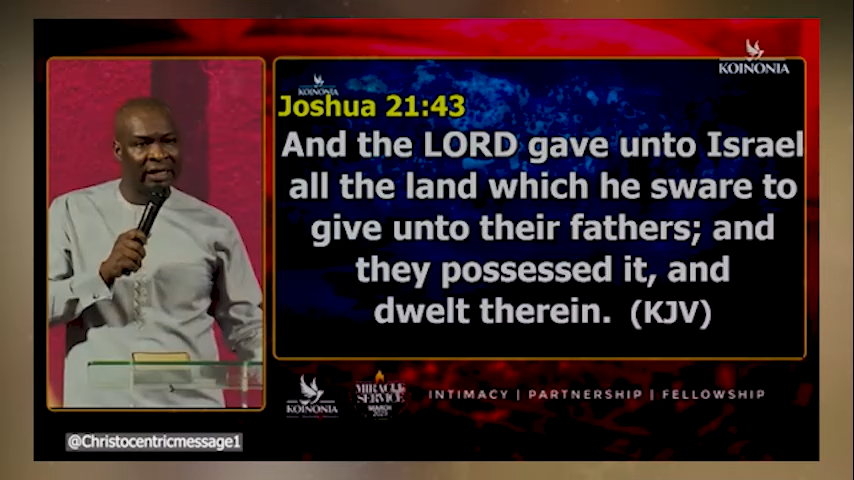 KOINONIA
KOINONIA
Joshua 21:43
And the LORD gave unto Israel
all the land which he sware to
give unto their fathers; and
they possessed it, and
dwelt therein. (KJV)
KOINONIA
MIRACLE
SERVICE
MARCH
INTIMACY | PARTNERSHIP | FELLOWSHIP
@Christocentricmessage1